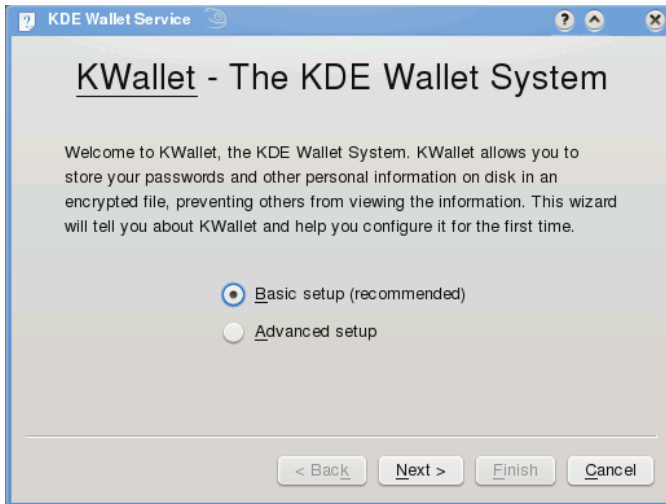 KDE Wallet Service
KWallet - The KDE Wallet System
Welcome to KWallet, the KDE Wallet System. KWallet allows you to
store your passwords and other personal information on disk in an
encrypted file, preventing others from viewing the information. This wizard
will tell you about KWallet and help you configure it for the first time.
Basic setup (recommended)
Advanced setup
< Back Next > Finish Cancel